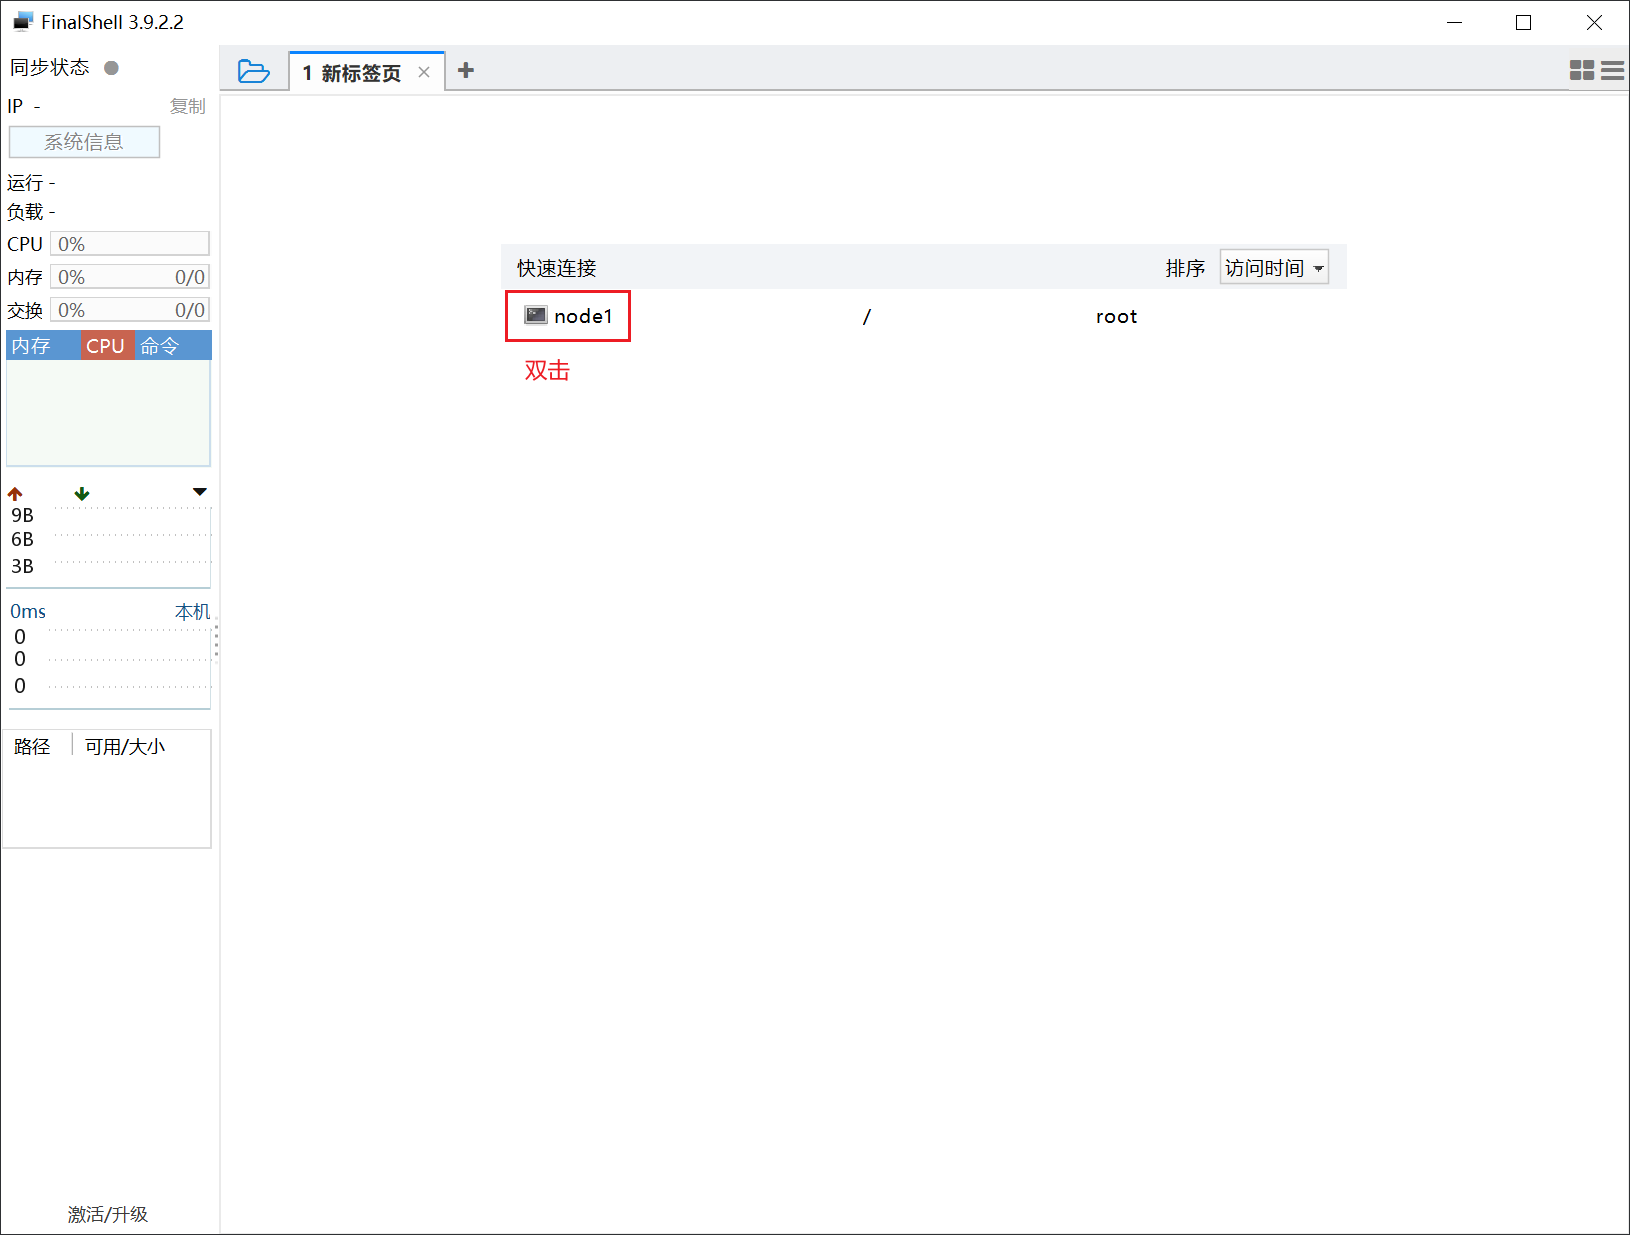 FinalShell 3.9.2.2
同步状态
IP -
复制
系统信息
运行 -
负载 -
CPU 0%
内存 0% 0/0
交换 0% 0/0
内存 CPU 命令
9B
6B
3B
0ms 本机
0
0
0
路径 可用/大小
激活/升级
1 新标签页
快速连接 排序 访问时间
node1 / root
双击